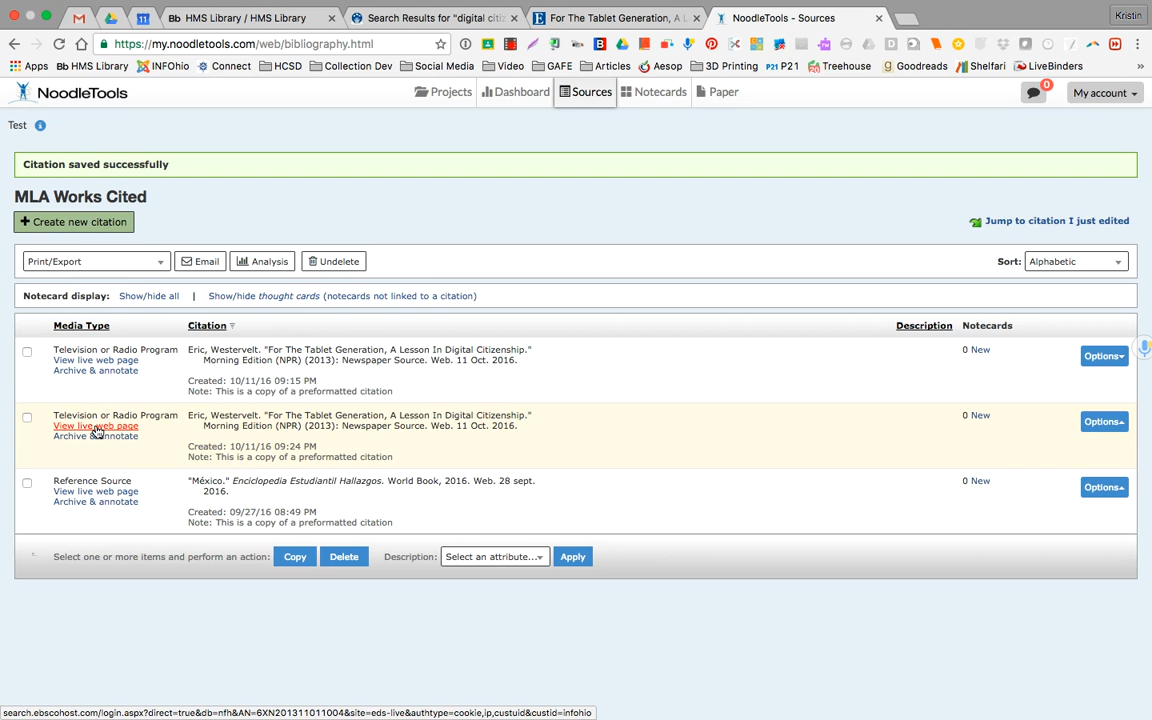 Bb HMS Library / HMS Library
Search Results for "digital citiz
For The Tablet Generation, A L
NoodleTools - Sources
Kristin
https://my.noodletools.com/web/bibliography.html
Apps Bb HMS Library INFOhio Connect HCSD Collection Dev Social Media Video GAFE Articles Aesop 3D Printing P21 P21 Treehouse Goodreads Shelfari LiveBinders »
NoodleTools Projects Dashboard Sources Notecards Paper 0 My account
Test
Citation saved successfully
MLA Works Cited
+ Create new citation
Jump to citation I just edited
Print/Export Email Analysis Undelete Sort: Alphabetic
Notecard display: Show/hide all | Show/hide thought cards (notecards not linked to a citation)
Media Type Citation Description Notecards
Television or Radio Program Eric, Westervelt. "For The Tablet Generation, A Lesson In Digital Citizenship." 0 New Options
View live web page Morning Edition (NPR) (2013): Newspaper Source. Web. 11 Oct. 2016.
Archive & annotate
Created: 10/11/16 09:15 PM
Note: This is a copy of a preformatted citation
Television or Radio Program Eric, Westervelt. "For The Tablet Generation, A Lesson In Digital Citizenship." 0 New Options
View live web page Morning Edition (NPR) (2013): Newspaper Source. Web. 11 Oct. 2016.
Archive & annotate
Created: 10/11/16 09:24 PM
Note: This is a copy of a preformatted citation
Reference Source "México." Enciclopedia Estudiantil Hallazgos. World Book, 2016. Web. 28 sept. 0 New Options
View live web page 2016.
Archive & annotate
Created: 09/27/16 08:49 PM
Note: This is a copy of a preformatted citation
Select one or more items and perform an action: Copy Delete Description: Select an attribute... Apply
search.ebscohost.com/login.aspx?direct=true&db=nfh&AN=6XN201311011004&site=eds-live&authtype=cookie,ip,custuid&custid=infohio